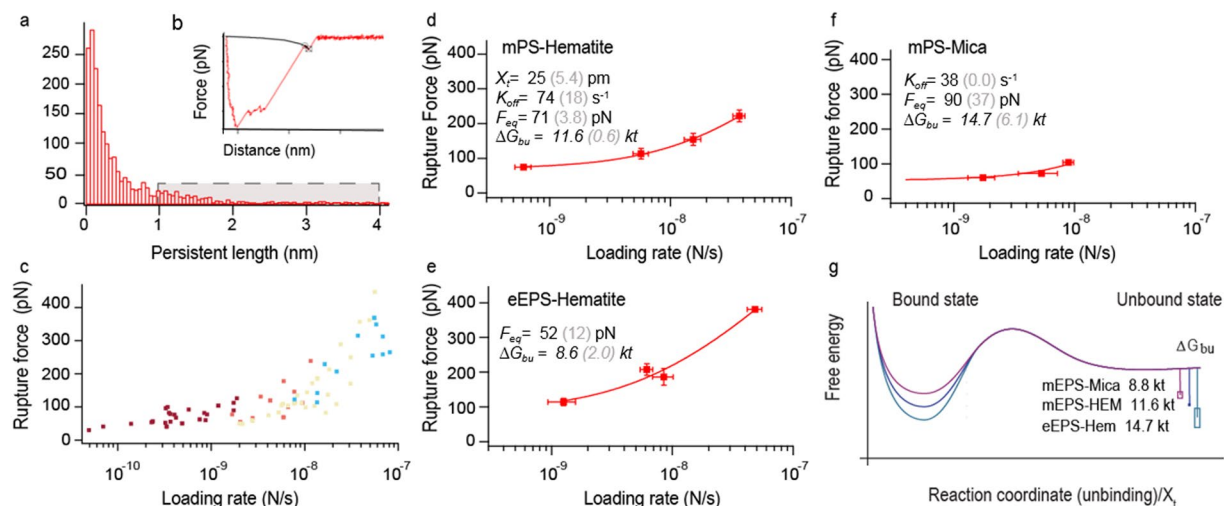 a
300
250
200
150
100
50
0
Force (pN)
0
1
2
3
4
Persistent length (nm)
b
Force (pN)
Distance (nm)
c
Rupture force (pN)
400
300
200
100
0
10-10
10-9
10-8
10-7
Loading rate (N/s)
d
mPS-Hematite
Xt= 25 (5.4) pm
Koff= 74 (18) s-1
Feq= 71 (3.8) pN
ΔGbu = 11.6 (0.6) kt
Rupture Force (pN)
400
300
200
100
0
10-9
10-8
10-7
Loading rate (N/s)
e
eEPS-Hematite
Feq= 52 (12) pN
ΔGbu = 8.6 (2.0) kt
Rupture force (pN)
400
300
200
100
0
10-9
10-8
10-7
Loading rate (N/s)
f
mPS-Mica
Koff= 38 (0.0) s-1
Feq= 90 (37) pN
ΔGbu = 14.7 (6.1) kt
Rupture force (pN)
400
300
200
100
0
10-9
10-8
10-7
Loading rate (N/s)
g
Bound state
Unbound state
Free energy
ΔGbu
mEPS-Mica 8.8 kt
mEPS-HEM 11.6 kt
eEPS-Hem 14.7 kt
Reaction coordinate (unbinding)/Xt